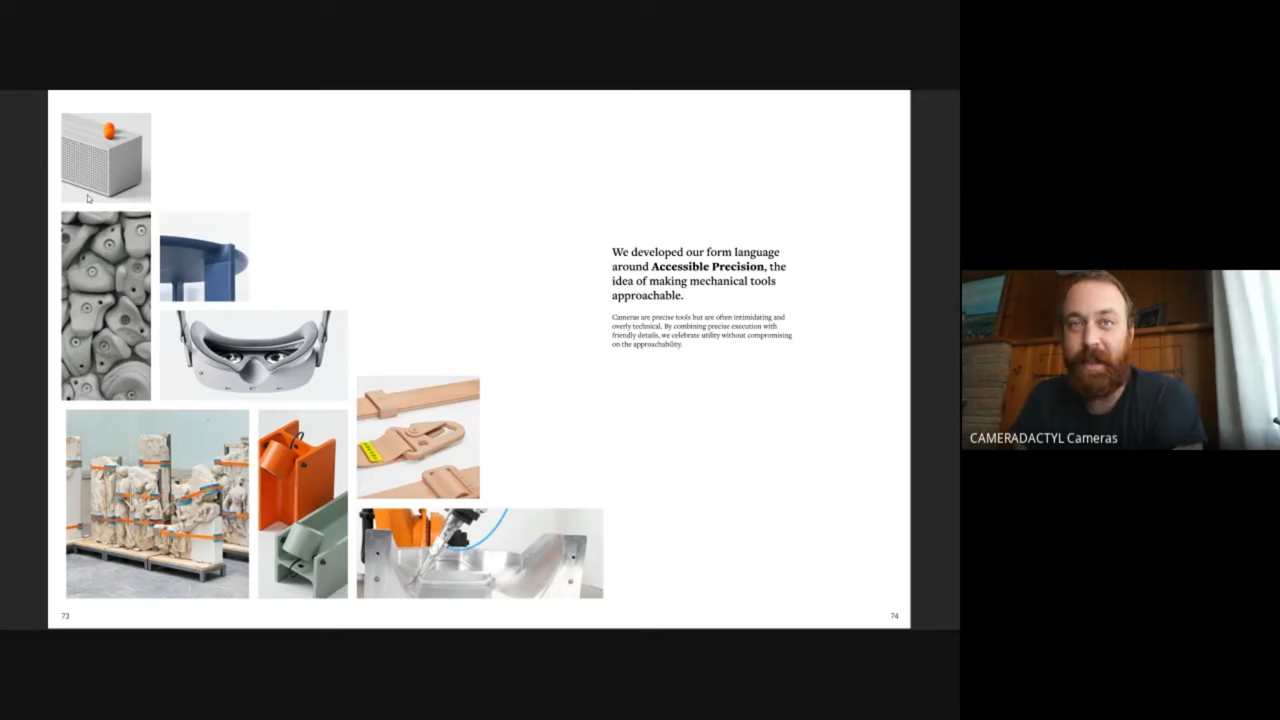 We developed our form language
around Accessible Precision, the
idea of making mechanical tools
approachable.
Cameras are precise tools but are often intimidating and
overly technical. By combining precise execution with
friendly details, we celebrate utility without compromising
on the approachability.
73
74
CAMERADACTYL Cameras